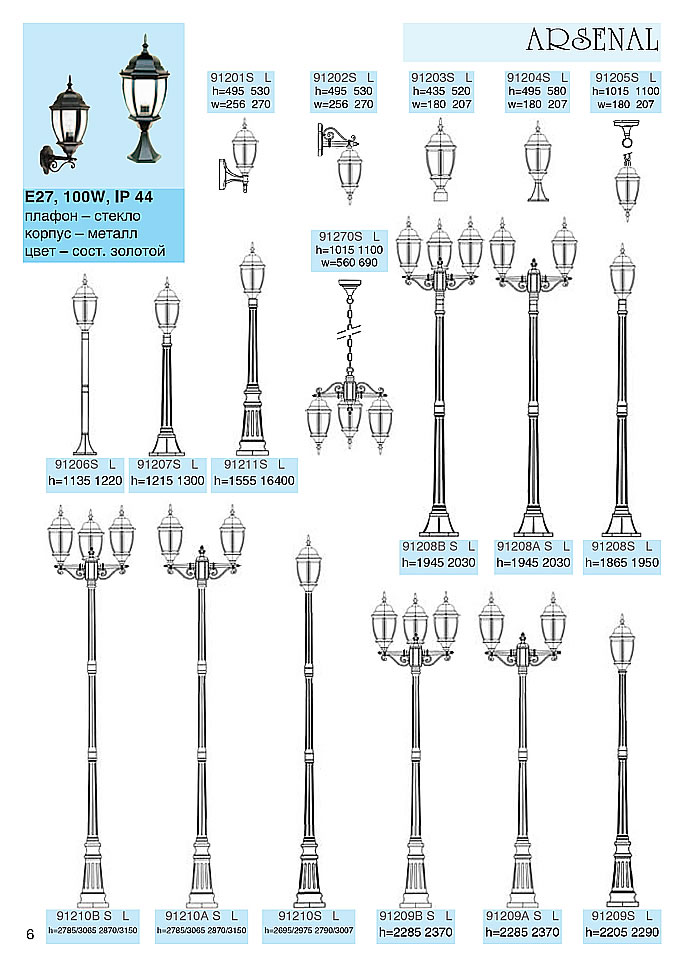 ARSENAL
91201S L
h=495 530
w=256 270
91202S L
h=495 530
w=256 270
91203S L
h=435 520
w=180 207
91204S L
h=495 580
w=180 207
91205S L
h=1015 1100
w=180 207
E27, 100W, IP 44
плафон – стекло
корпус – металл
цвет – сост. золотой
91270S L
h=1015 1100
w=560 690
91206S L
h=1135 1220
91207S L
h=1215 1300
91211S L
h=1555 16400
91208B S L
h=1945 2030
91208A S L
h=1945 2030
91208S L
h=1865 1950
91210B S L
h=2785/3065 2870/3150
91210A S L
h=2785/3065 2870/3150
91210S L
h=2695/2975 2790/3007
91209B S L
h=2285 2370
91209A S L
h=2285 2370
91209S L
h=2205 2290
6